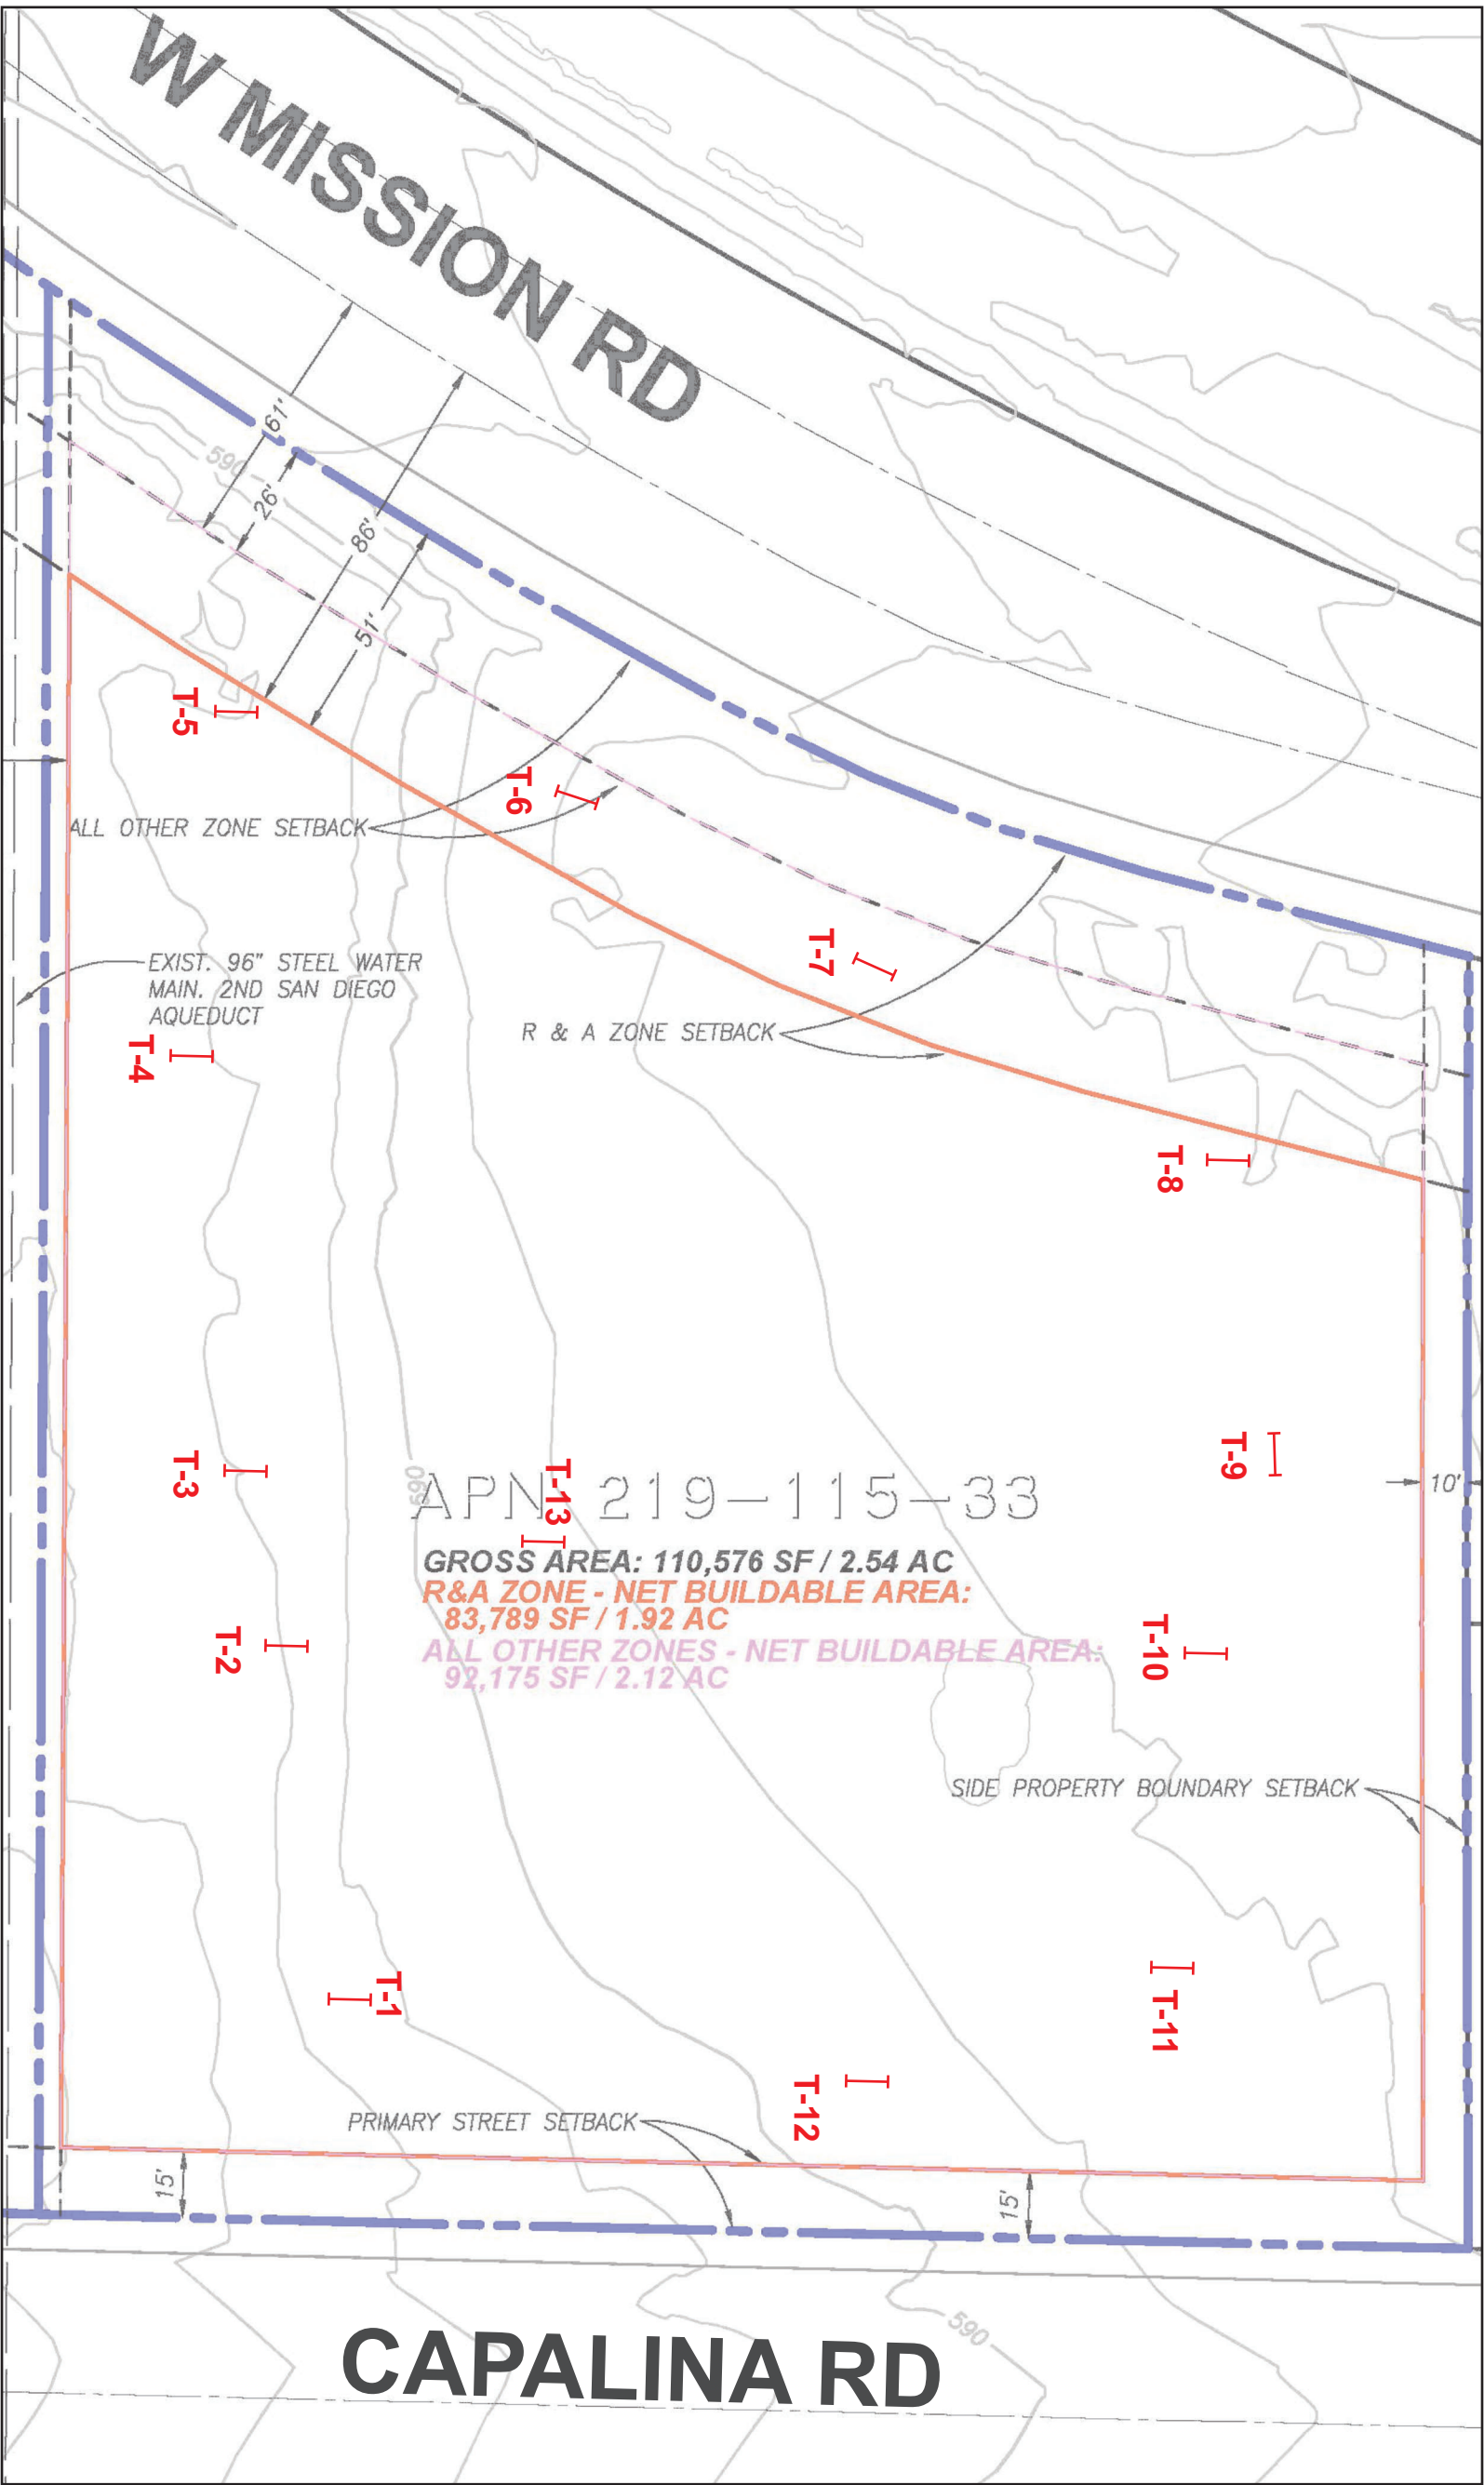 W MISSION RD
61'
590
26'
86'
51'
T-5
T-6
ALL OTHER ZONE SETBACK
T-7
EXIST. 96" STEEL WATER
MAIN. 2ND SAN DIEGO
AQUEDUCT
R & A ZONE SETBACK
T-4
T-8
T-9
T-3
T-13
590
10'
APN 219-115-33
GROSS AREA: 110,576 SF / 2.54 AC
R&A ZONE - NET BUILDABLE AREA:
83,789 SF / 1.92 AC
ALL OTHER ZONES - NET BUILDABLE AREA:
92,175 SF / 2.12 AC
T-2
T-10
SIDE PROPERTY BOUNDARY SETBACK
T-1
T-11
T-12
PRIMARY STREET SETBACK
15'
15'
590
CAPALINA RD